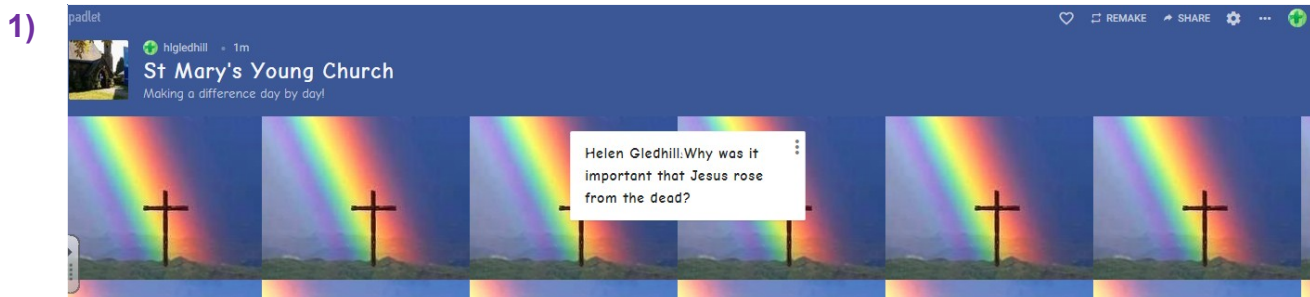 1)
padlet
REMAKE SHARE ...
hlgledhill • 1m
St Mary's Young Church
Making a difference day by day!
Helen Gledhill.Why was it
important that Jesus rose
from the dead?